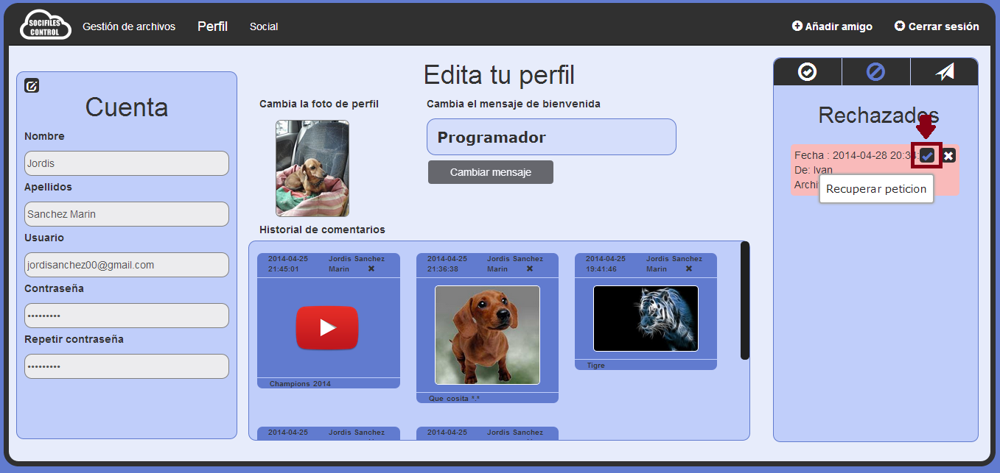 SOCIFILES
CONTROL
Gestión de archivos
Perfil
Social
Añadir amigo
Cerrar sesión
Cuenta
Nombre
Jordis
Apellidos
Sanchez Marin
Usuario
jordisanchez00@gmail.com
Contraseña
•••••••••
Repetir contraseña
•••••••••
Edita tu perfil
Cambia la foto de perfil
Cambia el mensaje de bienvenida
Programador
Cambiar mensaje
Historial de comentarios
2014-04-25
21:45:01
Jordis Sanchez
Marin
Champions 2014
2014-04-25
21:36:38
Jordis Sanchez
Marin
Que cosita *.*
2014-04-25
19:41:46
Jordis Sanchez
Marin
Tigre
2014-04-25
Jordis Sanchez
2014-04-25
Jordis Sanchez
Rechazados
Fecha : 2014-04-28 20:34:
De: Ivan
Archi
Recuperar peticion